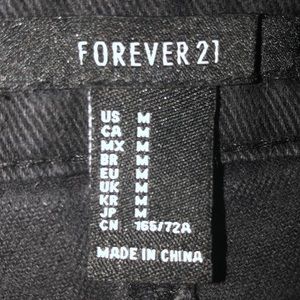 FOREVER 21
US M
CA M
MX M
BR M
EU M
UK M
KR M
JP M
CN 165/72A
MADE IN CHINA